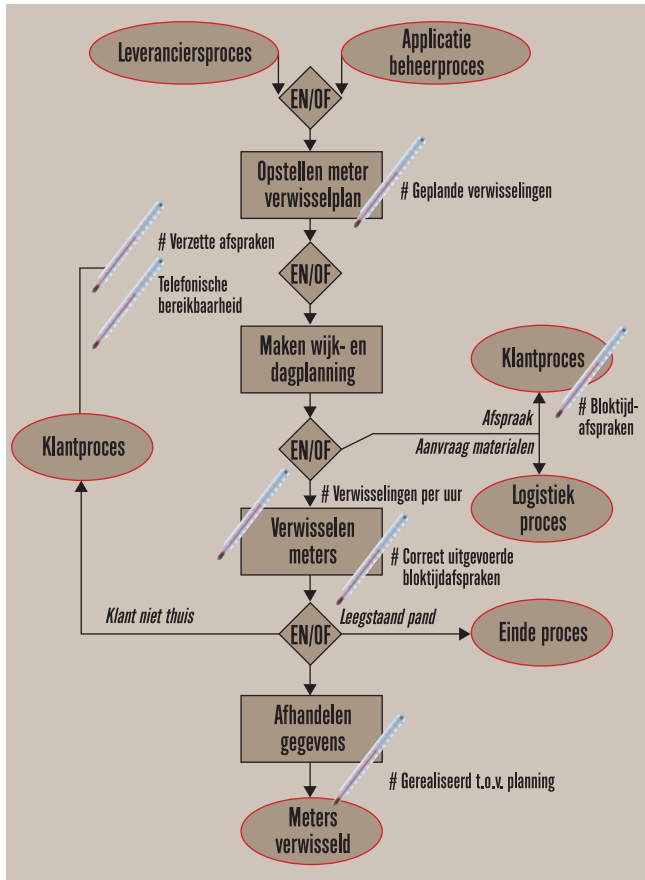 Leveranciersproces
Applicatie
beheerproces
EN/OF
Opstellen meter
verwisselplan
# Geplande verwisselingen
# Verzette afspraken
EN/OF
Telefonische
bereikbaarheid
Maken wijk- en
dagplanning
Klantproces
Afspraak
# Bloktijd-
afspraken
Klantproces
EN/OF
Aanvraag materialen
# Verwisselingen per uur
Logistiek
proces
Verwisselen
meters
# Correct uitgevoerde
bloktijdafspraken
Klant niet thuis
EN/OF
Leegstaand pand
Einde proces
Afhandelen
gegevens
# Gerealiseerd t.o.v. planning
Meters
verwisseld